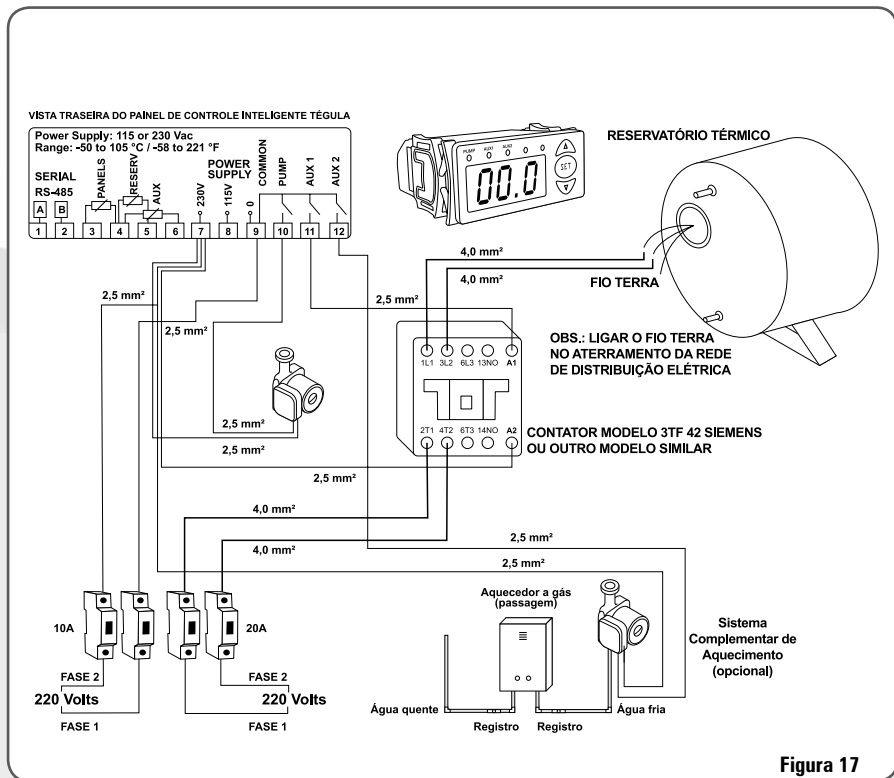 VISTA TRASEIRA DO PAINEL DE CONTROLE INTELIGENTE TÉGULA
Power Supply: 115 or 230 Vac
Range: -50 to 105 °C / -58 to 221 °F
SERIAL
RS-485
A
B
PANELS
RESERV
AUX
230V
POWER
SUPPLY
115V
0
COMMON
PUMP
AUX 1
AUX 2
1 2 3 4 5 6 7 8 9 10 11 12
PUMP AUX1 AUX2
00.0
SET
RESERVATÓRIO TÉRMICO
4,0 mm²
4,0 mm²
FIO TERRA
2,5 mm²
2,5 mm²
2,5 mm²
OBS.: LIGAR O FIO TERRA
NO ATERRAMENTO DA REDE
DE DISTRIBUIÇÃO ELÉTRICA
1L1 3L2 6L3 13NO A1
2T1 4T2 6T3 14NO A2
CONTATOR MODELO 3TF 42 SIEMENS
OU OUTRO MODELO SIMILAR
2,5 mm²
2,5 mm²
2,5 mm²
4,0 mm²
4,0 mm²
2,5 mm²
2,5 mm²
10A
20A
FASE 2
220 Volts
FASE 1
FASE 2
220 Volts
FASE 1
Aquecedor a gás
(passagem)
Água quente
Registro
Registro
Água fria
Sistema
Complementar de
Aquecimento
(opcional)
Figura 17